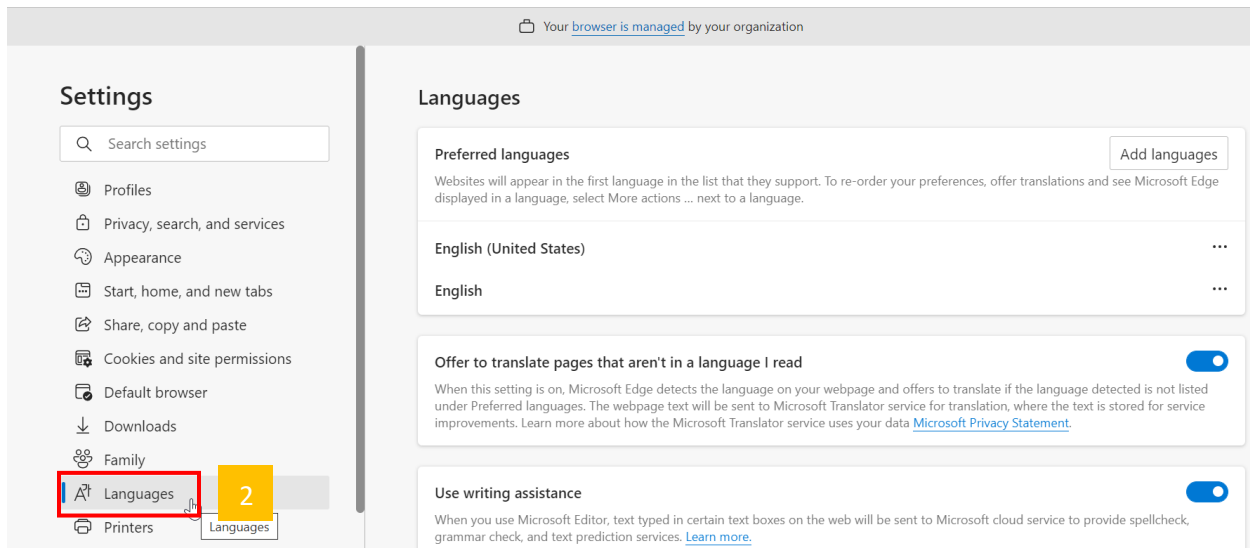 Your browser is managed by your organization
Settings
Search settings
Profiles
Privacy, search, and services
Appearance
Start, home, and new tabs
Share, copy and paste
Cookies and site permissions
Default browser
Downloads
Family
Languages
2
Languages
Printers
Languages
Preferred languages
Add languages
Websites will appear in the first language in the list that they support. To re-order your preferences, offer translations and see Microsoft Edge
displayed in a language, select More actions ... next to a language.
English (United States)
English
Offer to translate pages that aren't in a language I read
When this setting is on, Microsoft Edge detects the language on your webpage and offers to translate if the language detected is not listed
under Preferred languages. The webpage text will be sent to Microsoft Translator service for translation, where the text is stored for service
improvements. Learn more about how the Microsoft Translator service uses your data Microsoft Privacy Statement.
Use writing assistance
When you use Microsoft Editor, text typed in certain text boxes on the web will be sent to Microsoft cloud service to provide spellcheck,
grammar check, and text prediction services. Learn more.